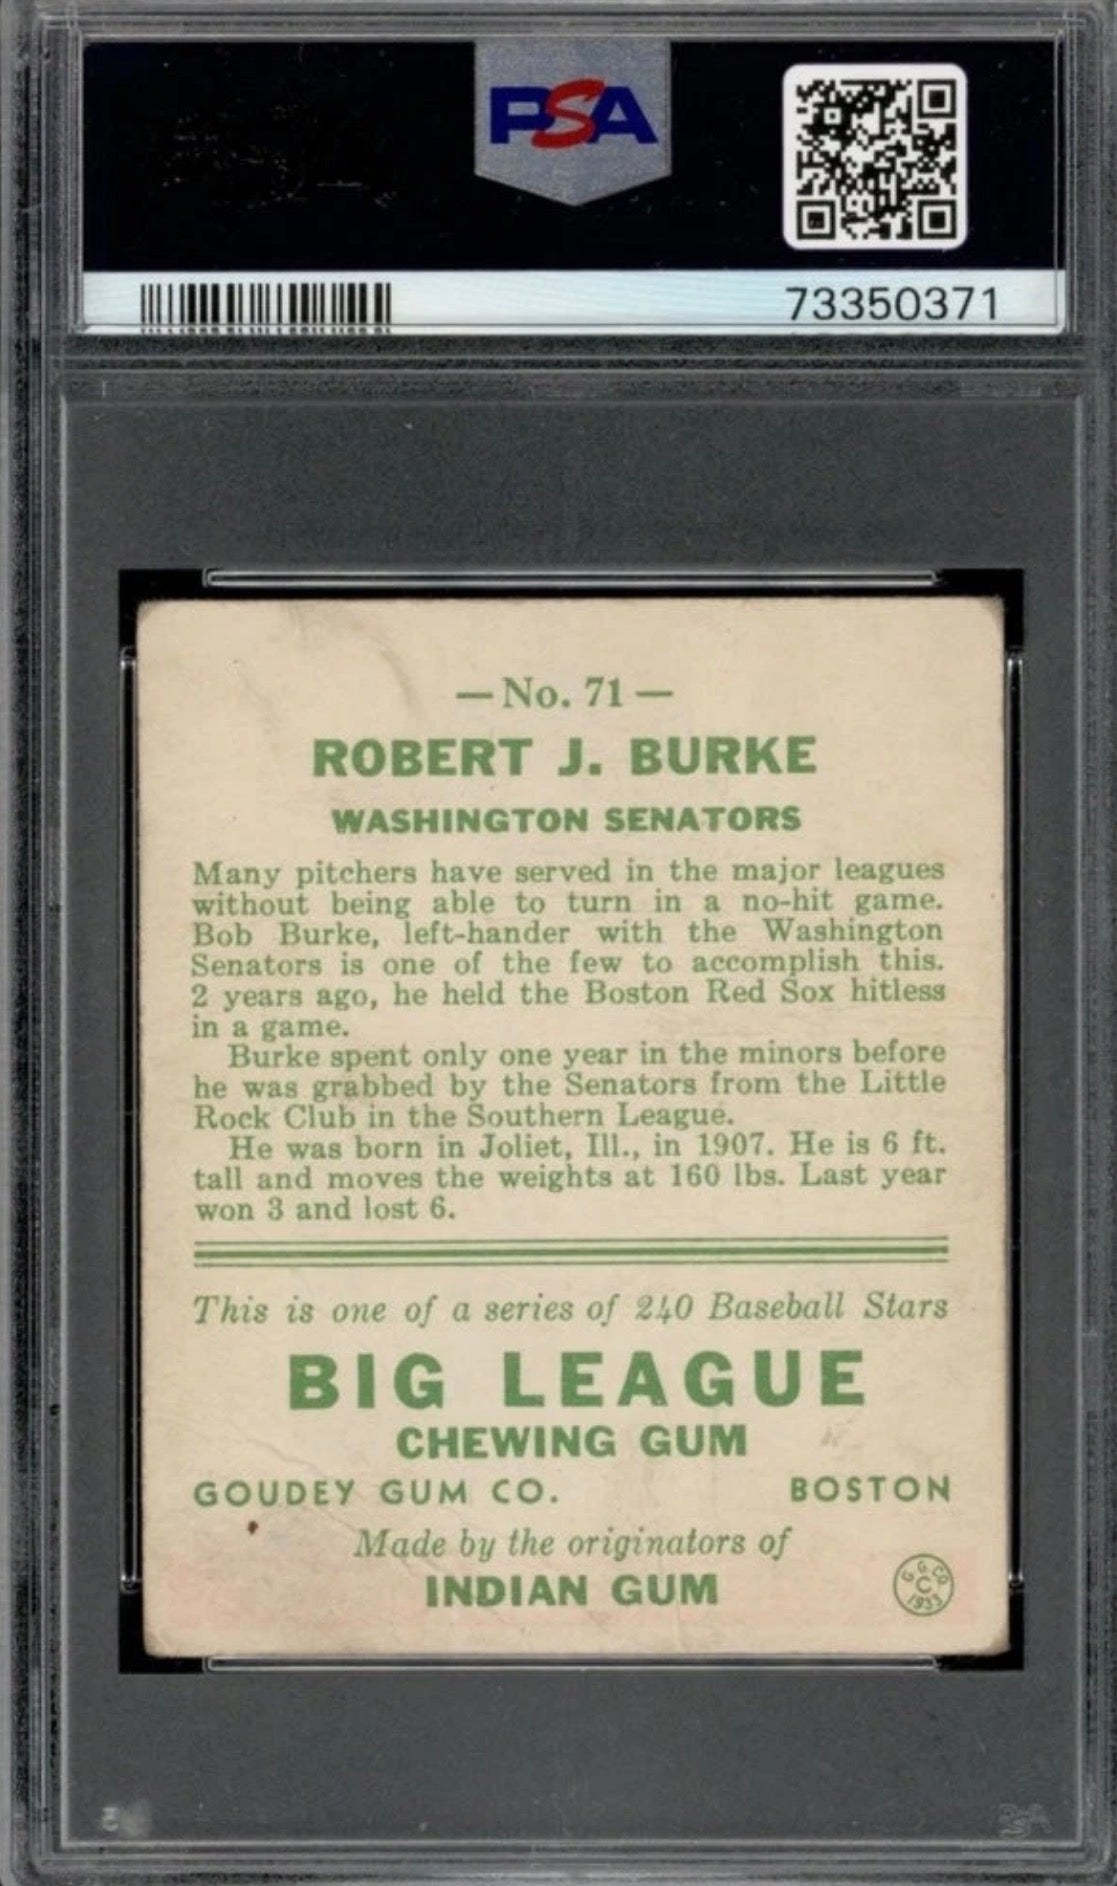 PSA
73350371
— No. 71 —
ROBERT J. BURKE
WASHINGTON SENATORS
Many pitchers have served in the major leagues
without being able to turn in a no-hit game.
Bob Burke, left-hander with the Washington
Senators is one of the few to accomplish this.
2 years ago, he held the Boston Red Sox hitless
in a game.
Burke spent only one year in the minors before
he was grabbed by the Senators from the Little
Rock Club in the Southern League.
He was born in Joliet, Ill., in 1907. He is 6 ft.
tall and moves the weights at 160 lbs. Last year
won 3 and lost 6.
This is one of a series of 240 Baseball Stars
BIG LEAGUE
CHEWING GUM
GOUDEY GUM CO. BOSTON
Made by the originators of
INDIAN GUM
G. G. CO.
C
1933
PSA